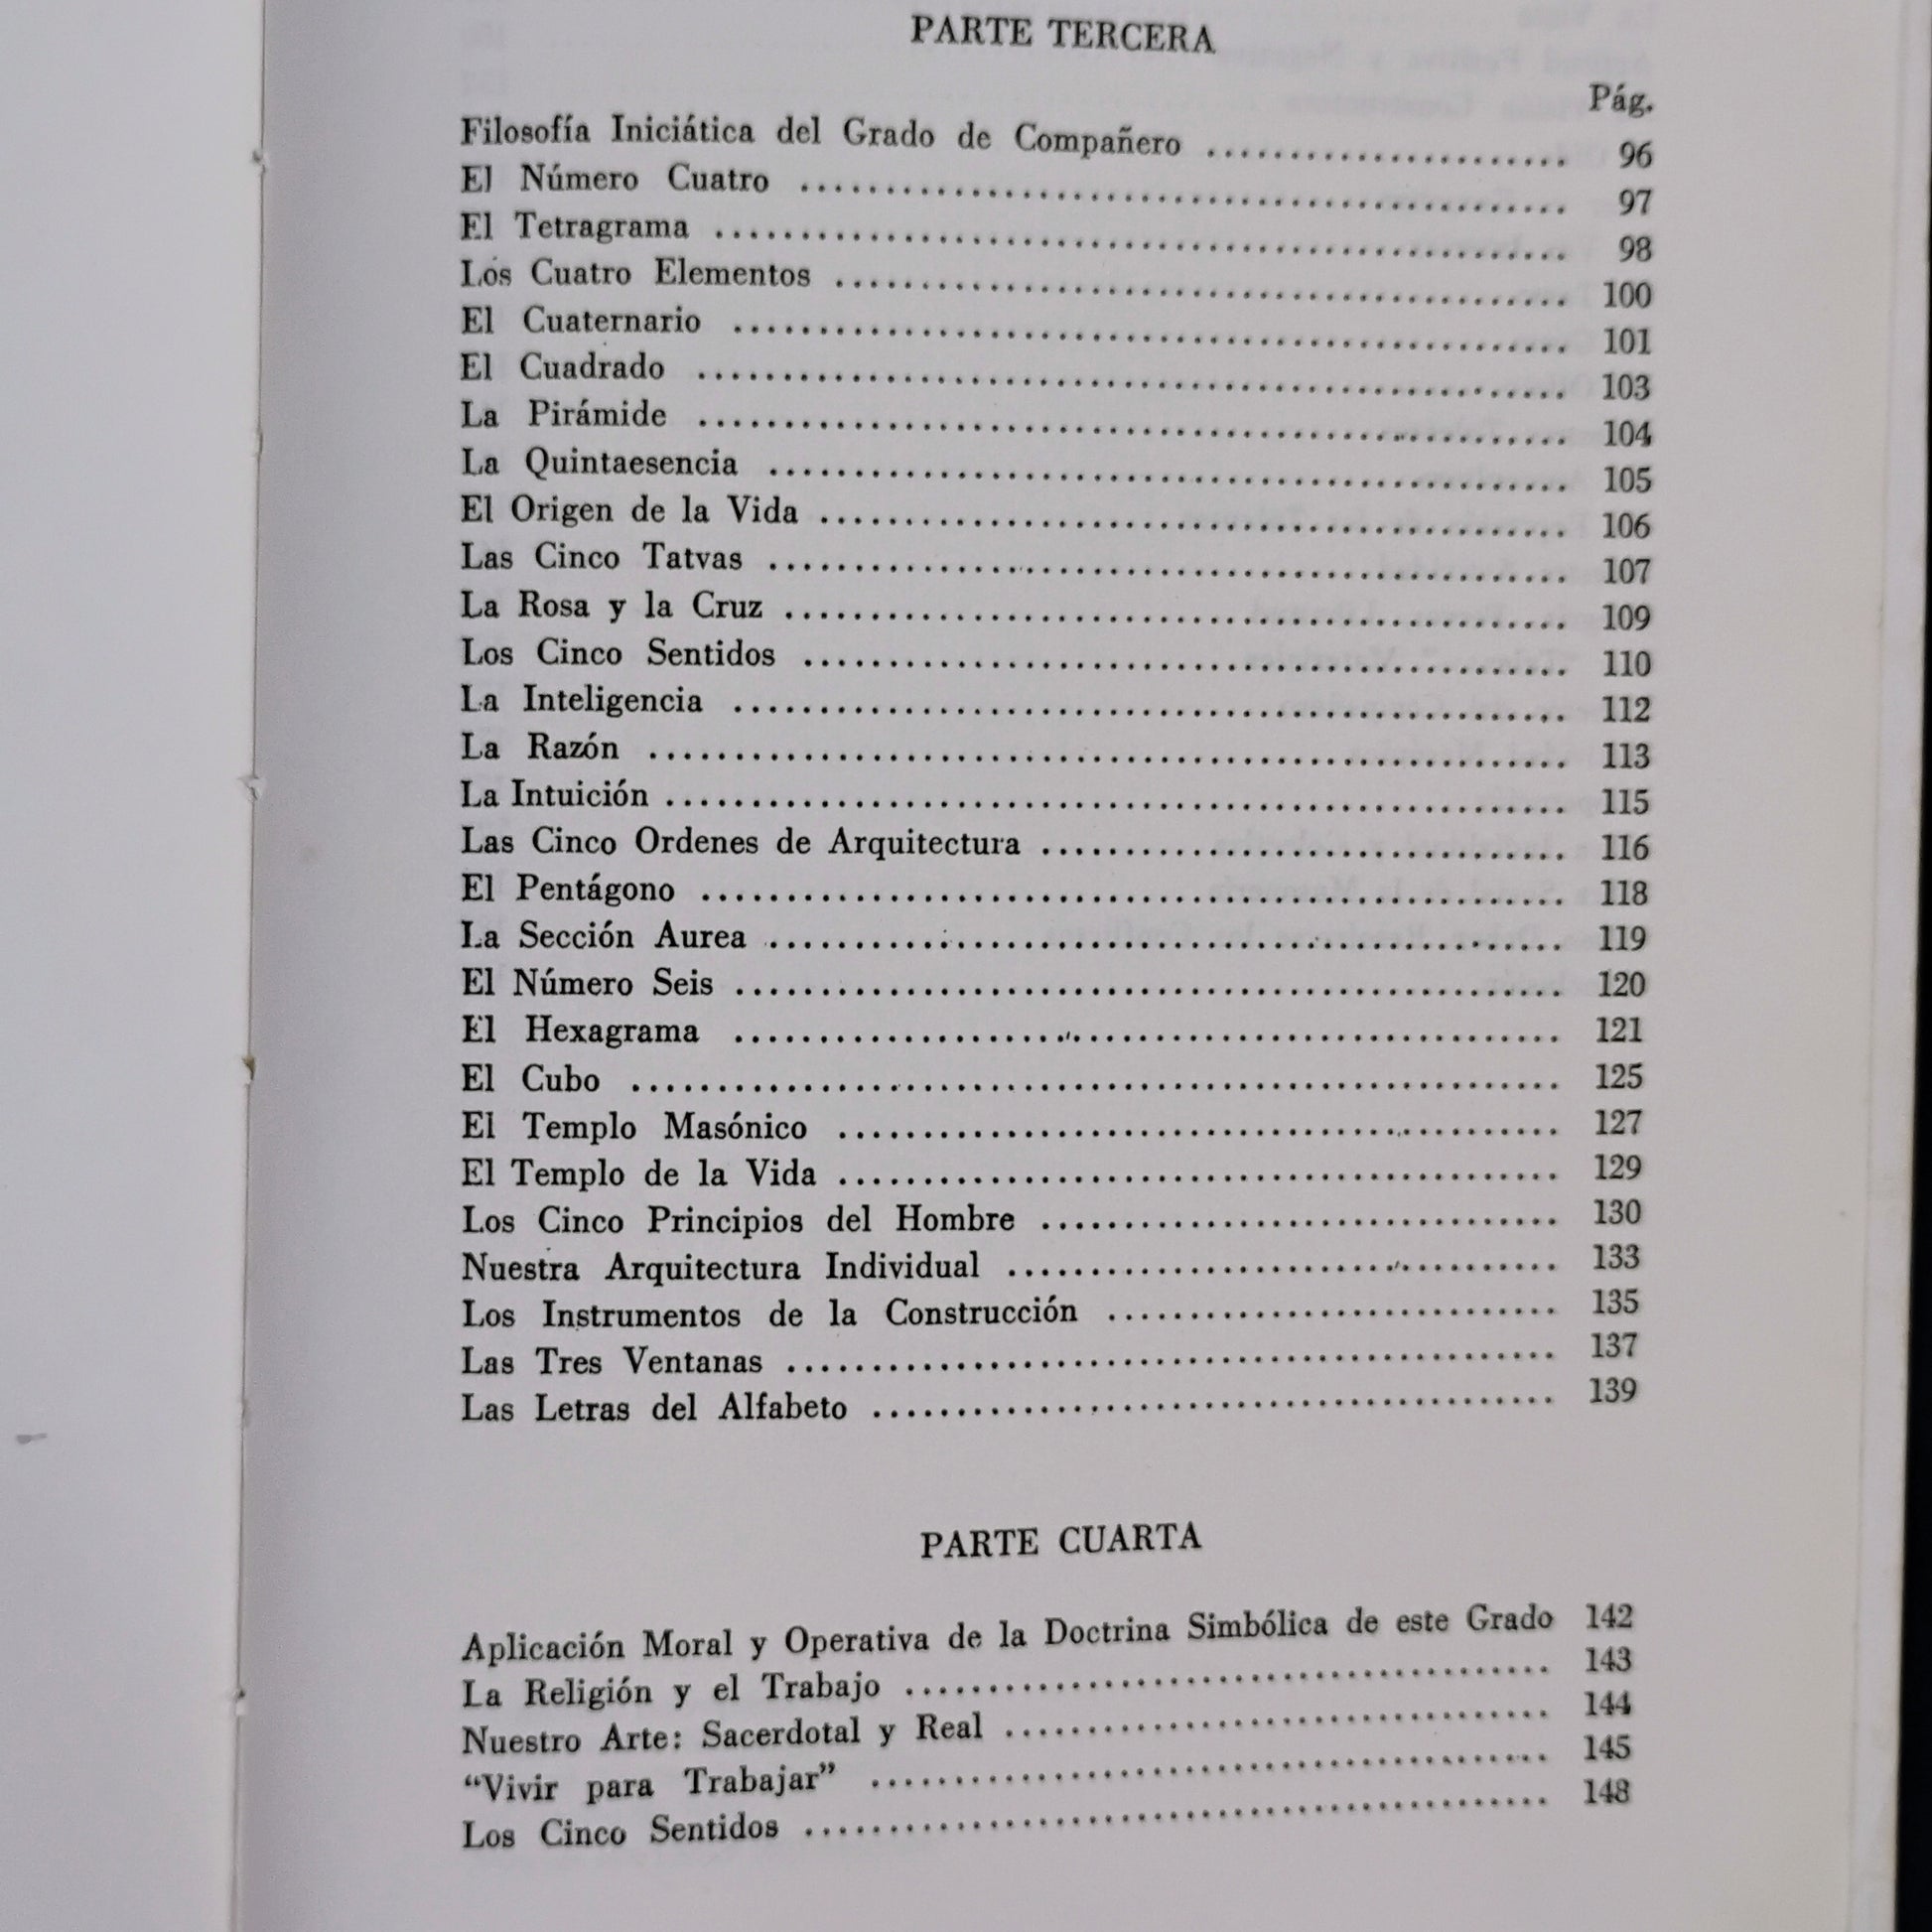 PARTE TERCERA
Pág.
Filosofía Iniciática del Grado de Compañero ...................... 96
El Número Cuatro .............................................. 97
El Tetragrama .................................................. 98
Los Cuatro Elementos ........................................... 100
El Cuaternario ................................................. 101
El Cuadrado .................................................... 103
La Pirámide .................................................... 104
La Quintaesencia ............................................... 105
El Origen de la Vida ............................................ 106
Las Cinco Tatvas ............................................... 107
La Rosa y la Cruz .............................................. 109
Los Cinco Sentidos ............................................. 110
La Inteligencia ................................................. 112
La Razón ...................................................... 113
La Intuición ..................................................... 115
Las Cinco Ordenes de Arquitectura ............................... 116
El Pentágono ................................................... 118
La Sección Aurea ............................................... 119
El Número Seis ................................................. 120
El Hexagrama ................................................. 121
El Cubo ....................................................... 125
El Templo Masónico ........................................... 127
El Templo de la Vida ........................................... 129
Los Cinco Principios del Hombre ............................... 130
Nuestra Arquitectura Individual ................................. 133
Los Instrumentos de la Construcción ........................... 135
Las Tres Ventanas .............................................. 137
Las Letras del Alfabeto ......................................... 139
PARTE CUARTA
Aplicación Moral y Operativa de la Doctrina Simbólica de este Grado 142
La Religión y el Trabajo ....................................... 143
Nuestro Arte: Sacerdotal y Real ................................. 144
“Vivir para Trabajar” ......................................... 145
Los Cinco Sentidos ............................................. 148